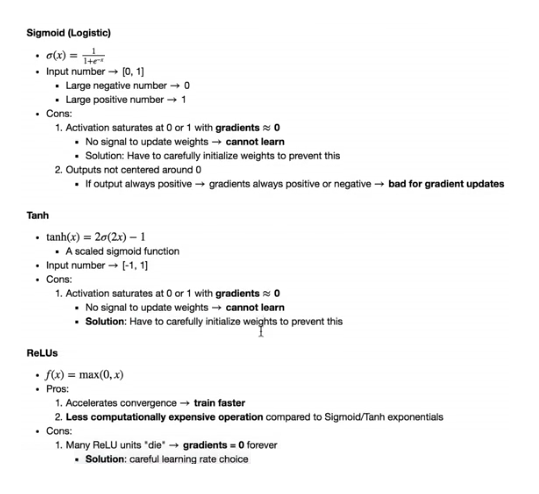 Sigmoid (Logistic)
• σ(x) = 1/(1+e⁻ˣ)
• Input number → [0, 1]
• Large negative number → 0
• Large positive number → 1
• Cons:
1. Activation saturates at 0 or 1 with gradients ≈ 0
• No signal to update weights → cannot learn
• Solution: Have to carefully initialize weights to prevent this
2. Outputs not centered around 0
• If output always positive → gradients always positive or negative → bad for gradient updates
Tanh
• tanh(x) = 2σ(2x) − 1
• A scaled sigmoid function
• Input number → [-1, 1]
• Cons:
1. Activation saturates at 0 or 1 with gradients ≈ 0
• No signal to update weights → cannot learn
• Solution: Have to carefully initialize weights to prevent this
ReLUs
• f(x) = max(0, x)
• Pros:
1. Accelerates convergence → train faster
2. Less computationally expensive operation compared to Sigmoid/Tanh exponentials
• Cons:
1. Many ReLU units "die" → gradients = 0 forever
• Solution: careful learning rate choice